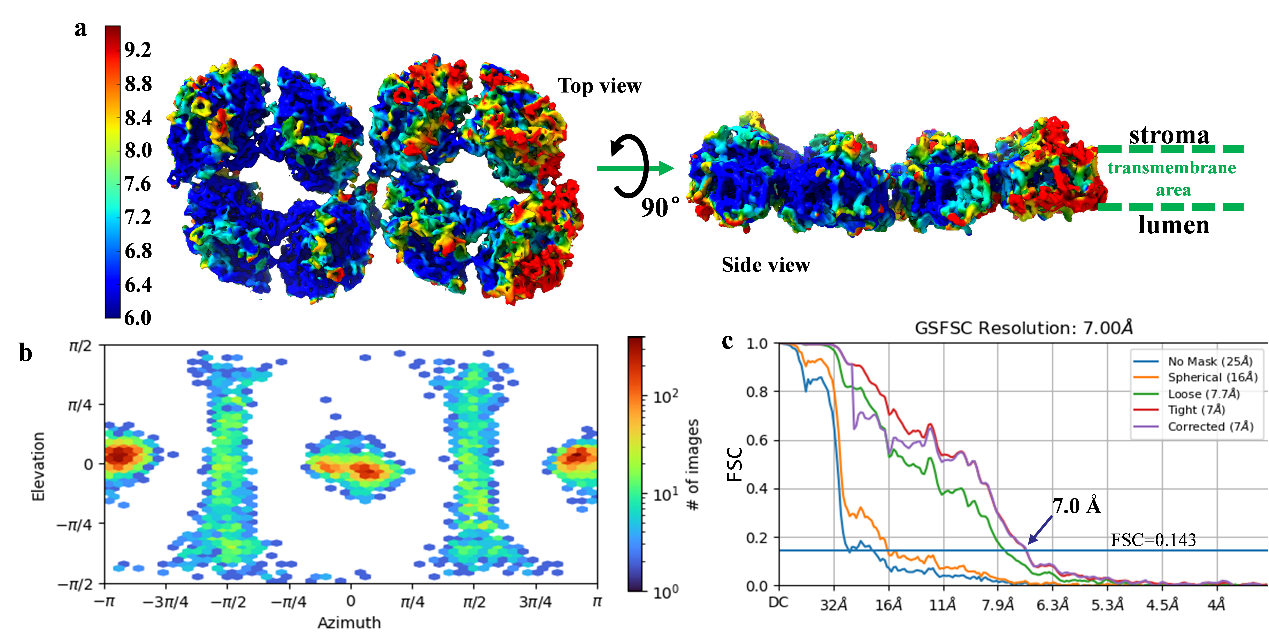 a
9.2
8.8
8.4
8.0
7.6
7.2
6.8
6.4
6.0
Top view
90°
Side view
stroma
transmembrane
area
lumen
b
π/2
π/4
0
−π/4
−π/2
Elevation
−π
−3π/4
−π/2
−π/4
0
π/4
π/2
3π/4
π
Azimuth
10²
10¹
10⁰
# of images
c
GSFSC Resolution: 7.00Å
1.0
0.8
0.6
0.4
0.2
0.0
FSC
No Mask (25Å)
Spherical (16Å)
Loose (7.7Å)
Tight (7Å)
Corrected (7Å)
7.0 Å
FSC=0.143
DC
32Å
16Å
11Å
7.9Å
6.3Å
5.3Å
4.5Å
4Å